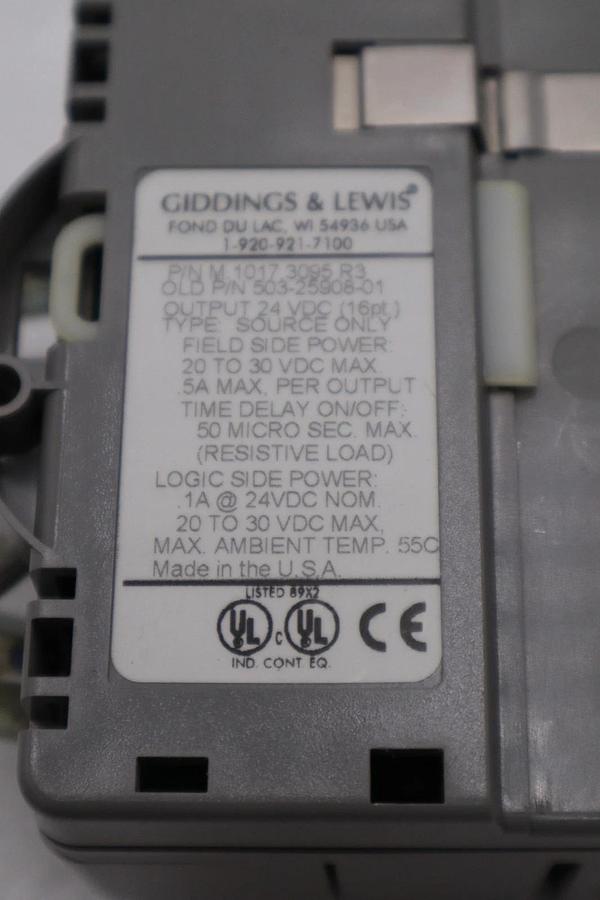 GIDDINGS & LEWIS®
FOND DU LAC, WI 54936 USA
1-920-921-7100
P/N M.1017.3095 R3
OLD P/N 503-25908-01
OUTPUT 24 VDC (16pt.)
TYPE: SOURCE ONLY
FIELD SIDE POWER:
20 TO 30 VDC MAX.
.5A MAX, PER OUTPUT
TIME DELAY ON/OFF:
50 MICRO SEC. MAX.
(RESISTIVE LOAD)
LOGIC SIDE POWER:
.1A @ 24VDC NOM.
20 TO 30 VDC MAX,
MAX. AMBIENT TEMP. 55C
Made in the U.S.A.
LISTED 89X2
UL C UL CE
IND. CONT. EQ.